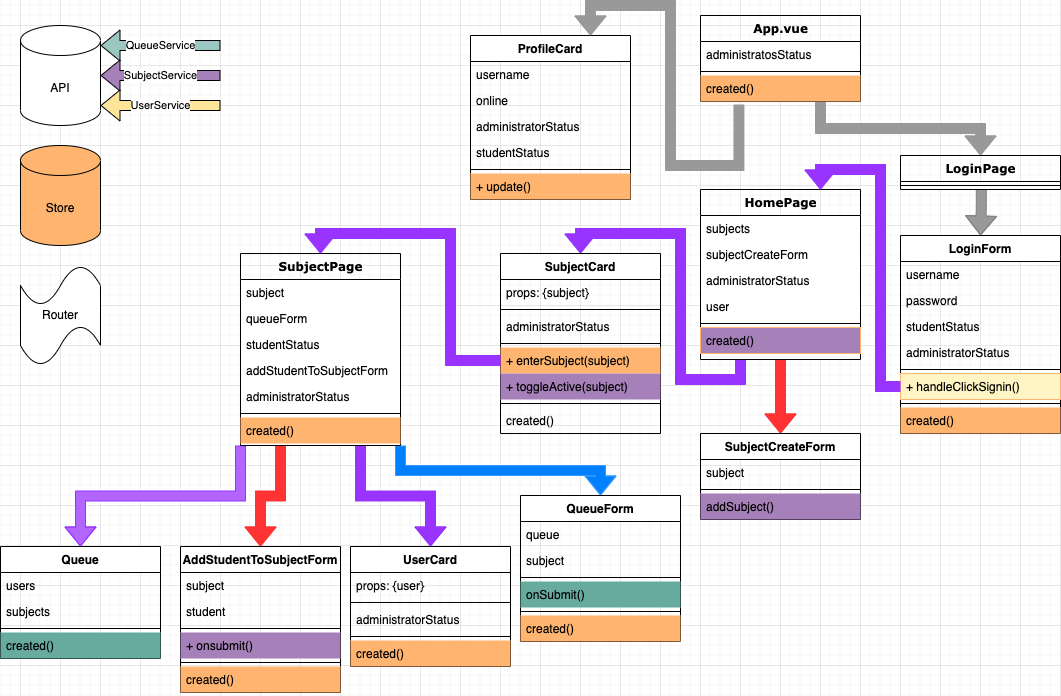 API
QueueService
SubjectService
UserService
Store
Router
ProfileCard
username
online
administratorStatus
studentStatus
+ update()
App.vue
administratosStatus
created()
LoginPage
LoginForm
username
password
studentStatus
administratorStatus
+ handleClickSignin()
created()
HomePage
subjects
subjectCreateForm
administratorStatus
user
created()
SubjectCard
props: {subject}
administratorStatus
+ enterSubject(subject)
+ toggleActive(subject)
created()
SubjectPage
subject
queueForm
studentStatus
addStudentToSubjectForm
administratorStatus
created()
SubjectCreateForm
subject
addSubject()
Queue
users
subjects
created()
AddStudentToSubjectForm
subject
student
+ onsubmit()
created()
UserCard
props: {user}
administratorStatus
created()
QueueForm
queue
subject
onSubmit()
created()